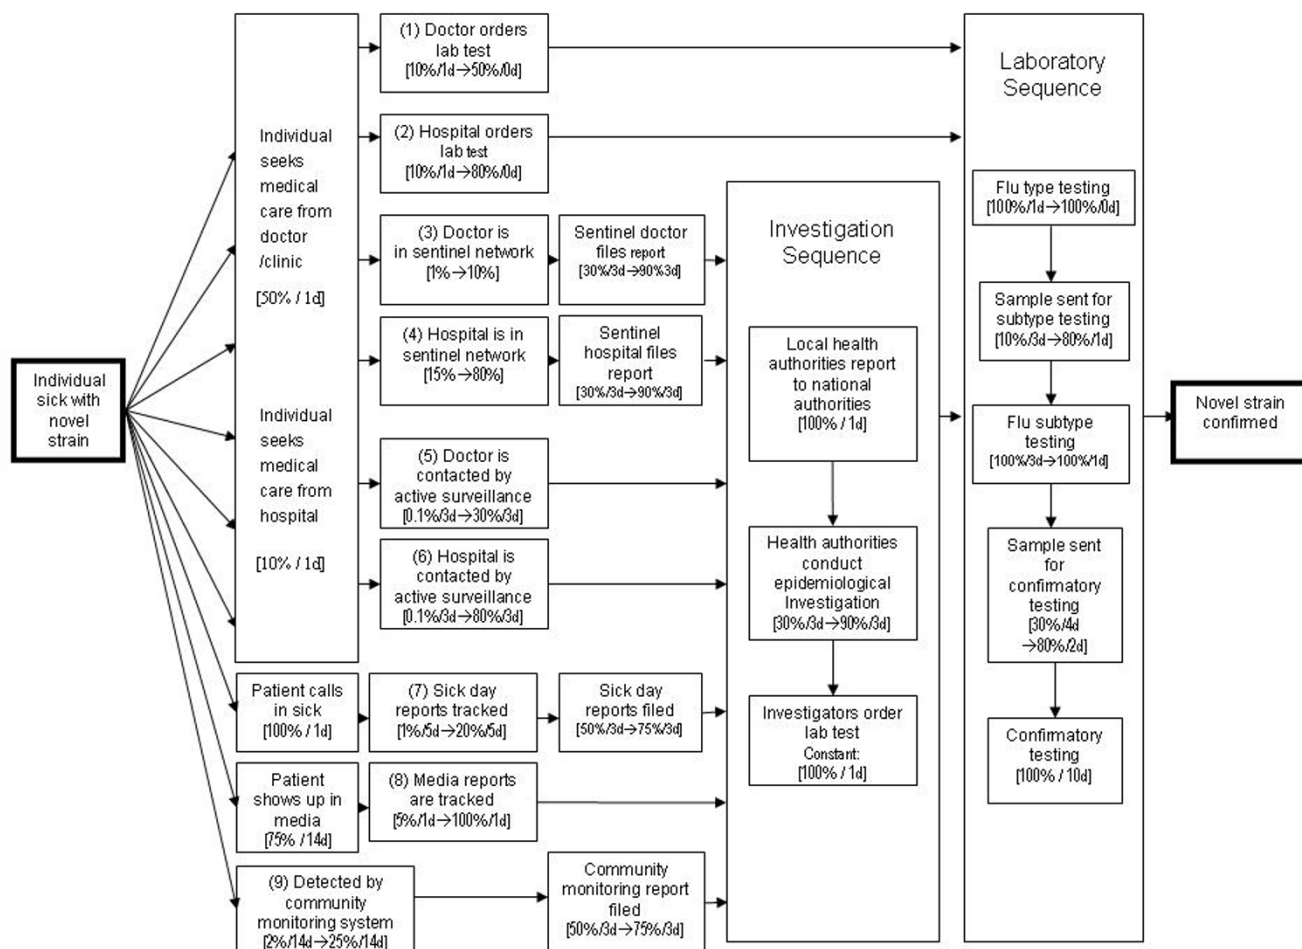 Individual
sick with
novel
strain
Individual
seeks
medical
care from
doctor
/clinic
[50% / 1d]
Individual
seeks
medical
care from
hospital
[10% / 1d]
(1) Doctor orders
lab test
[10%/1d→50%/0d]
(2) Hospital orders
lab test
[10%/1d→80%/0d]
(3) Doctor is
in sentinel network
[1%→10%]
Sentinel doctor
files report
[30%/3d→90%3d]
(4) Hospital is in
sentinel network
[15%→80%]
Sentinel
hospital files
report
[30%/3d→90%/3d]
(5) Doctor is
contacted by
active surveillance
[0.1%/3d→30%/3d]
(6) Hospital is
contacted by
active surveillance
[0.1%/3d→80%/3d]
Patient calls
in sick
[100% / 1d]
(7) Sick day
reports tracked
[1%/5d→20%/5d]
Sick day
reports filed
[50%/3d→75%/3d]
Patient
shows up in
media
[75% / 14d]
(8) Media reports
are tracked
[5%/1d→100%/1d]
(9) Detected by
community
monitoring system
[2%/14d→25%/14d]
Community
monitoring report
filed
[50%/3d→75%/3d]
Investigation
Sequence
Local health
authorities report
to national
authorities
[100% / 1d]
Health authorities
conduct
epidemiological
Investigation
[30%/3d→90%/3d]
Investigators order
lab test
Constant:
[100% / 1d]
Laboratory
Sequence
Flu type testing
[100%/1d→100%/0d]
Sample sent for
subtype testing
[10%/3d→80%/1d]
Flu subtype
testing
[100%/3d→100%/1d]
Sample sent
for
confirmatory
testing
[30%/4d
→80%/2d]
Confirmatory
testing
[100% / 10d]
Novel strain
confirmed